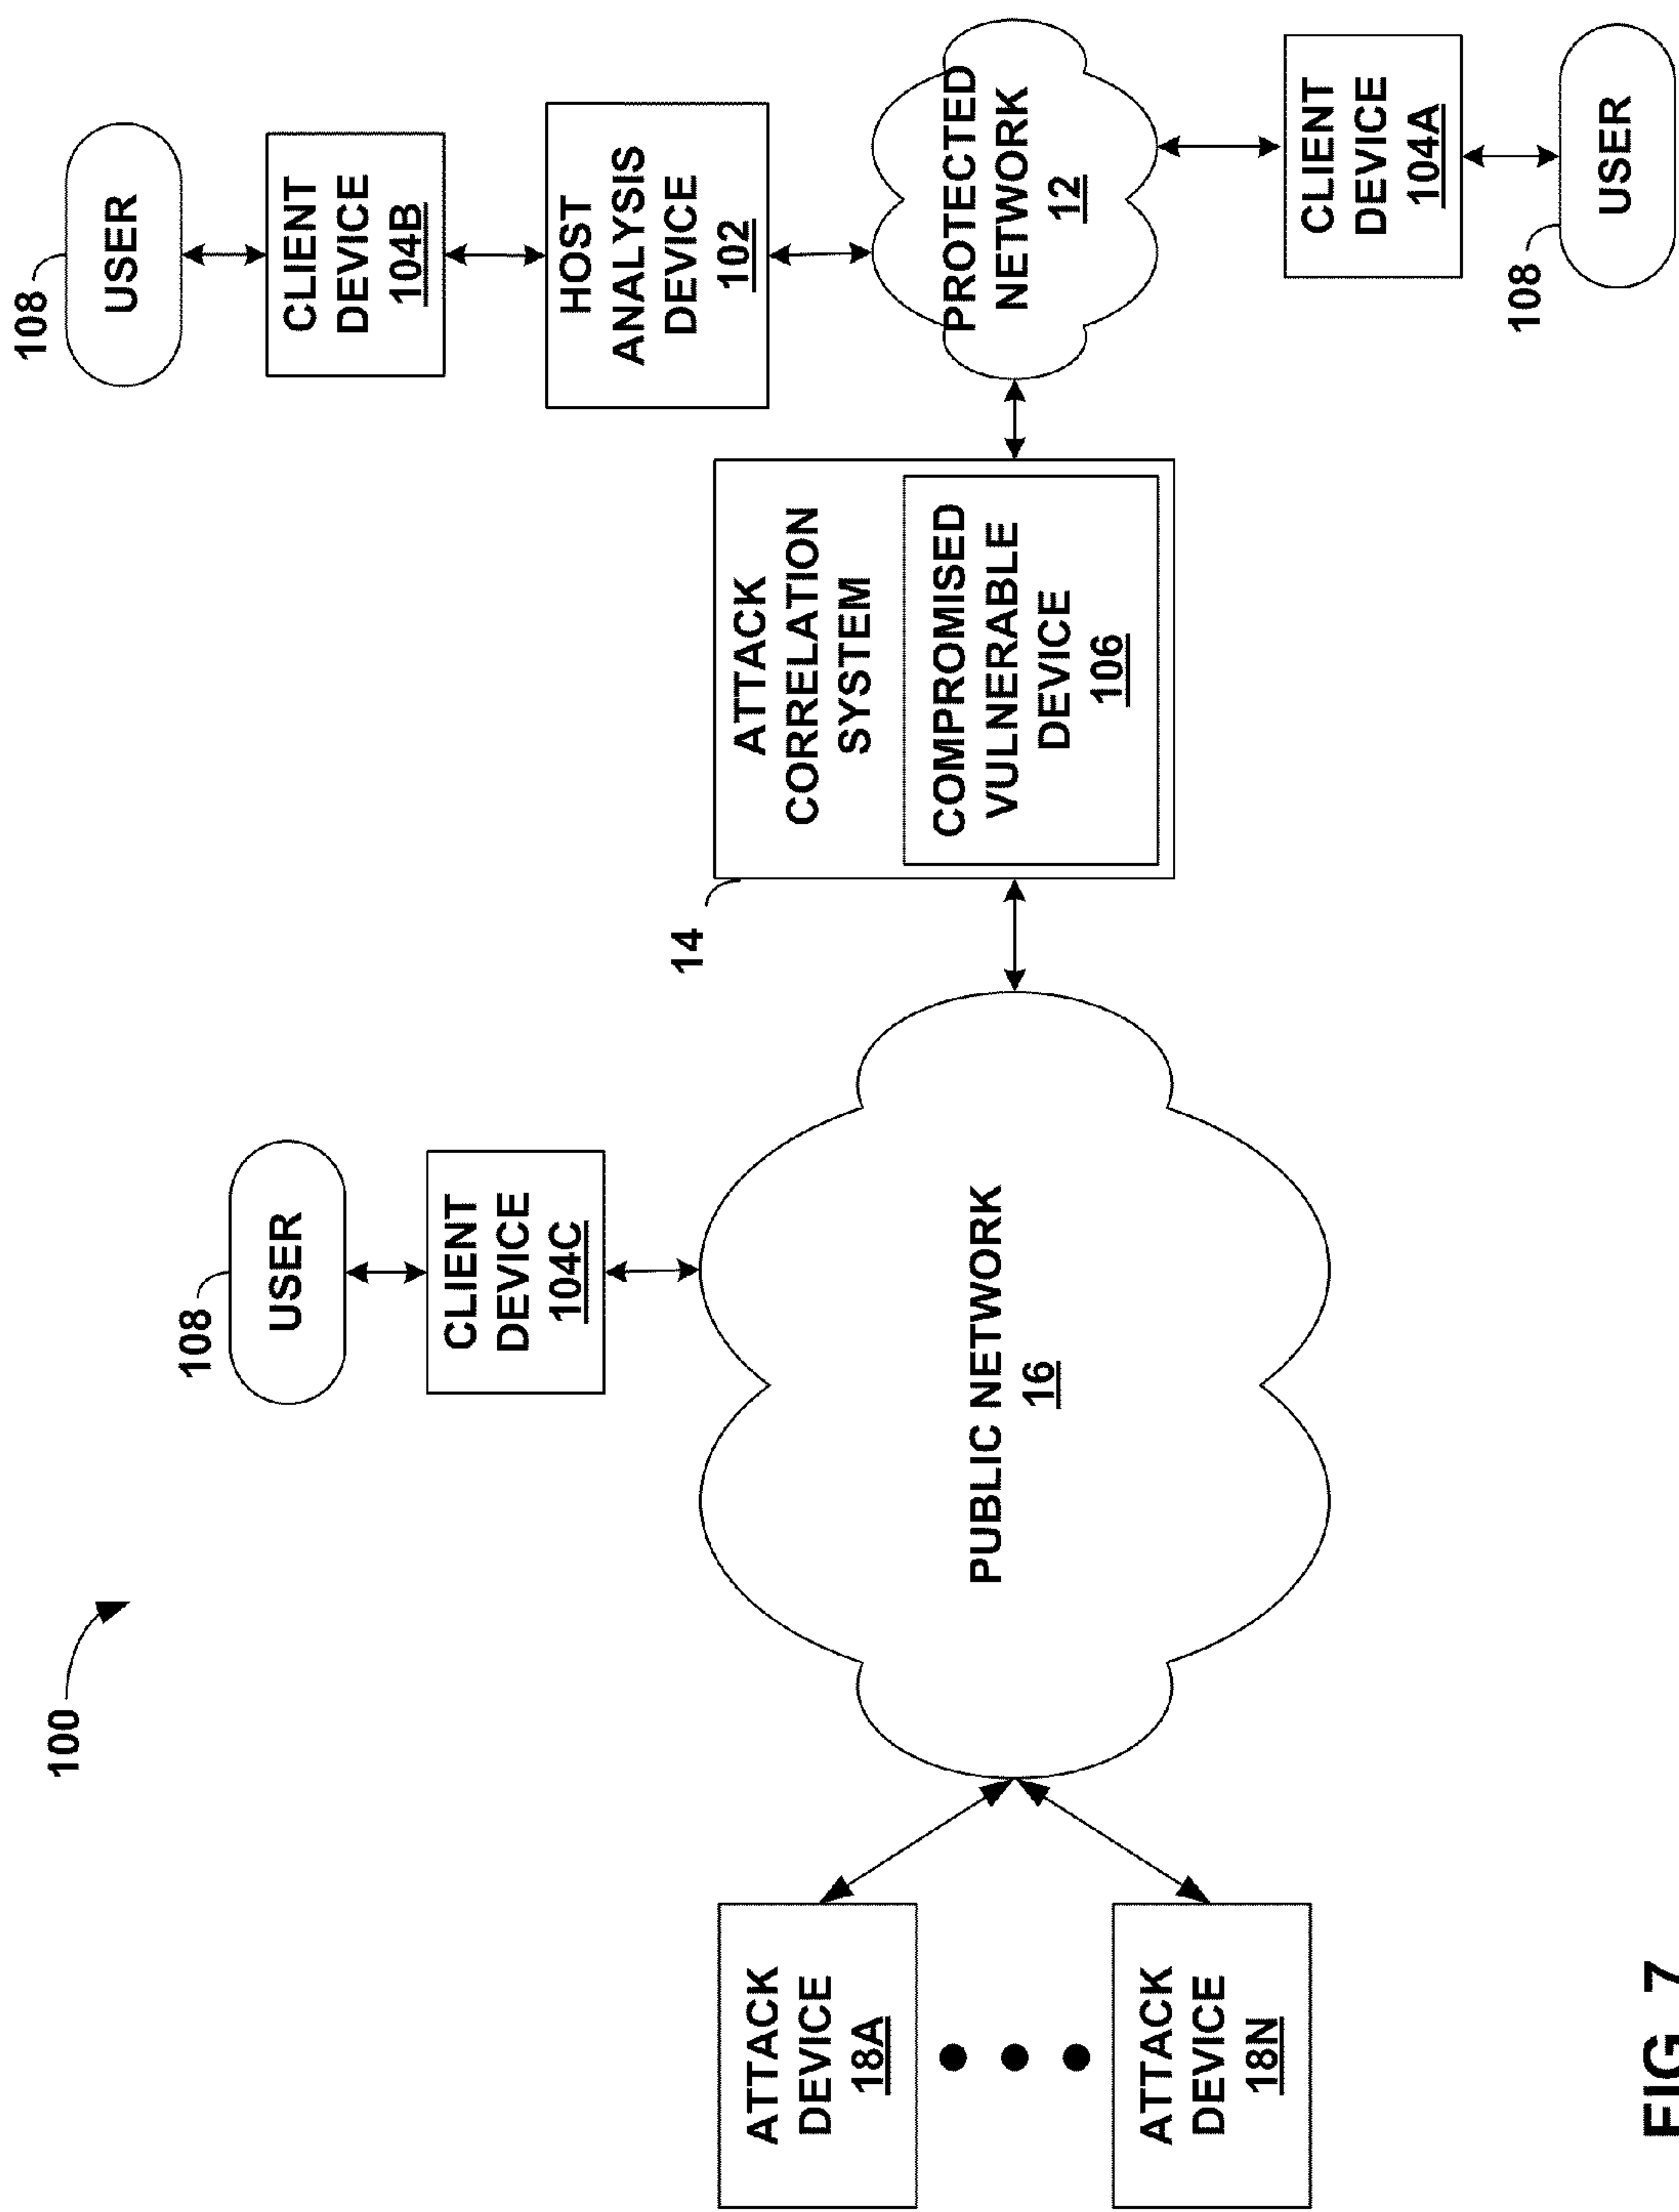 100
108
USER
CLIENT
DEVICE
104C
108
USER
CLIENT
DEVICE
104B
HOST
ANALYSIS
DEVICE
102
ATTACK
DEVICE
18A
ATTACK
DEVICE
18N
PUBLIC NETWORK
16
14
ATTACK
CORRELATION
SYSTEM
COMPROMISED
VULNERABLE
DEVICE
106
PROTECTED
NETWORK
12
CLIENT
DEVICE
104A
108
USER
FIG. 7